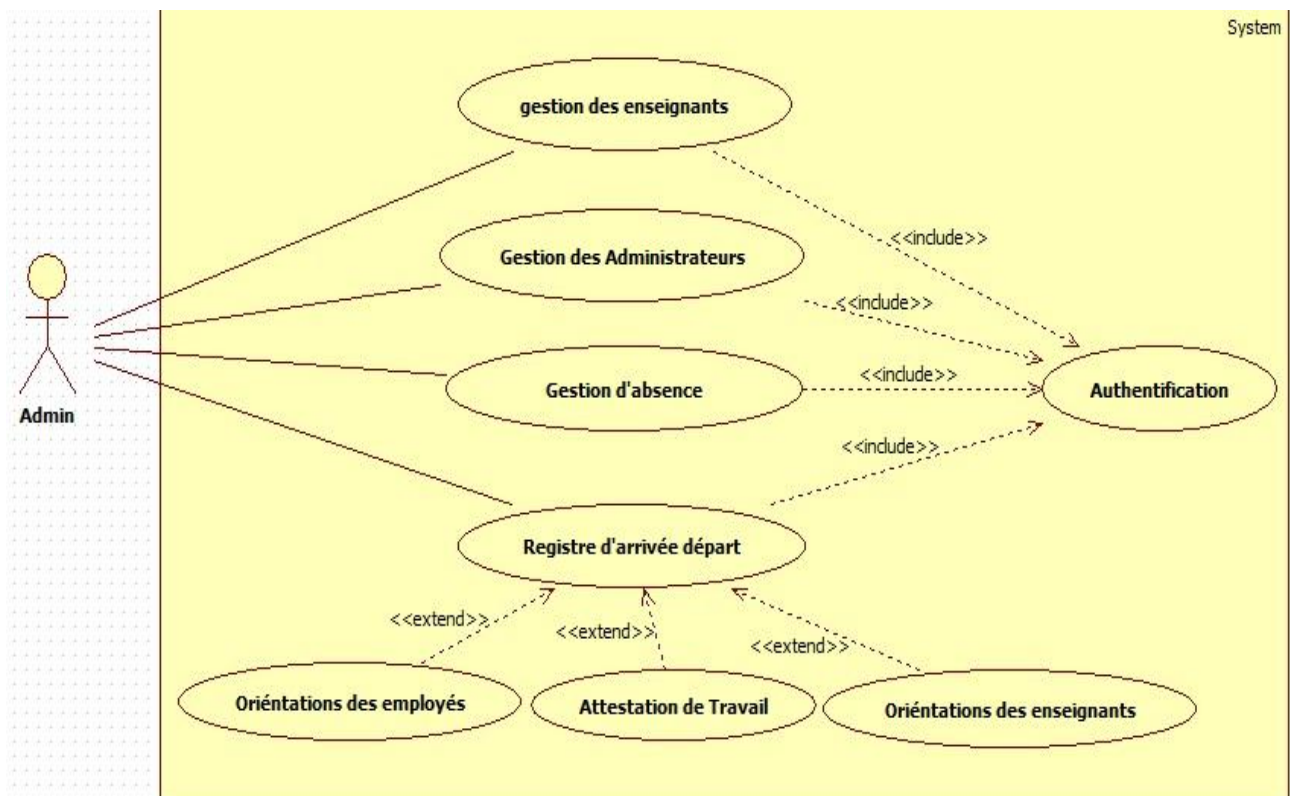 System
gestion des enseignants
<<include>>
Gestion des Administrateurs
<<include>>
Admin
Gestion d'absence
<<include>>
Authentification
<<include>>
Registre d'arrivée départ
<<extend>>
<<extend>>
<<extend>>
Oriéntations des employés
Attestation de Travail
Oriéntations des enseignants